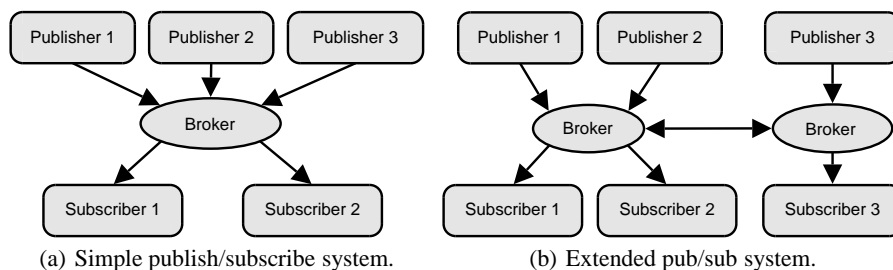 Publisher 1 Publisher 2 Publisher 3 Publisher 1 Publisher 2 Publisher 3
Broker Broker Broker
Subscriber 1 Subscriber 2 Subscriber 1 Subscriber 2 Subscriber 3
(a) Simple publish/subscribe system. (b) Extended pub/sub system.